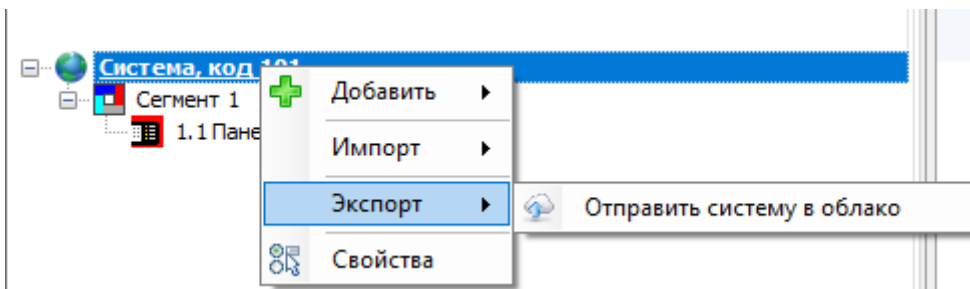 Система, код 101
Сегмент 1
1.1 Пане
Добавить
Импорт
Экспорт
Свойства
Отправить систему в облако